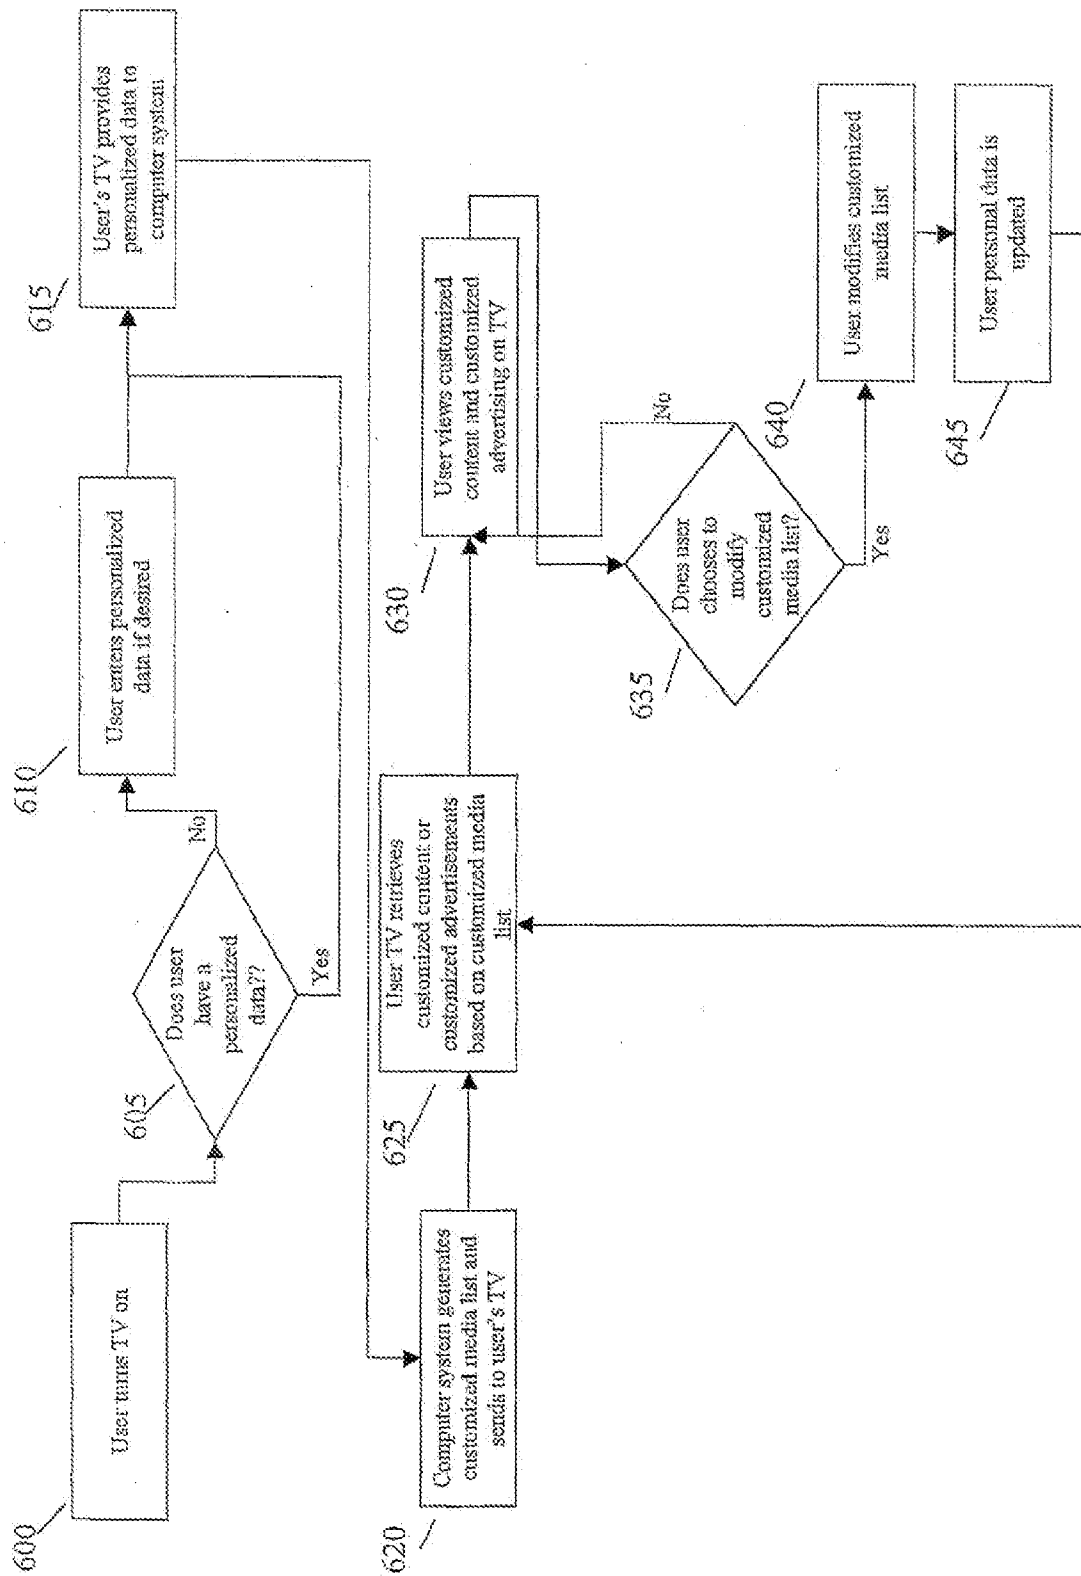 600
User turns TV on
605
Does user
have a
personalized
data??
No
Yes
610
User enters personalized
data if desired
615
User's TV provides
personalized data to
computer system
620
Computer system generates
customized media list and
sends to user's TV
625
User TV retrieves
customized content or
customized advertisements
based on customized media
list
630
User views customized
content and customized
advertising on TV
635
Does user
chooses to
modify
customized
media list?
No
Yes
640
User modifies customized
media list
645
User personal data is
updated